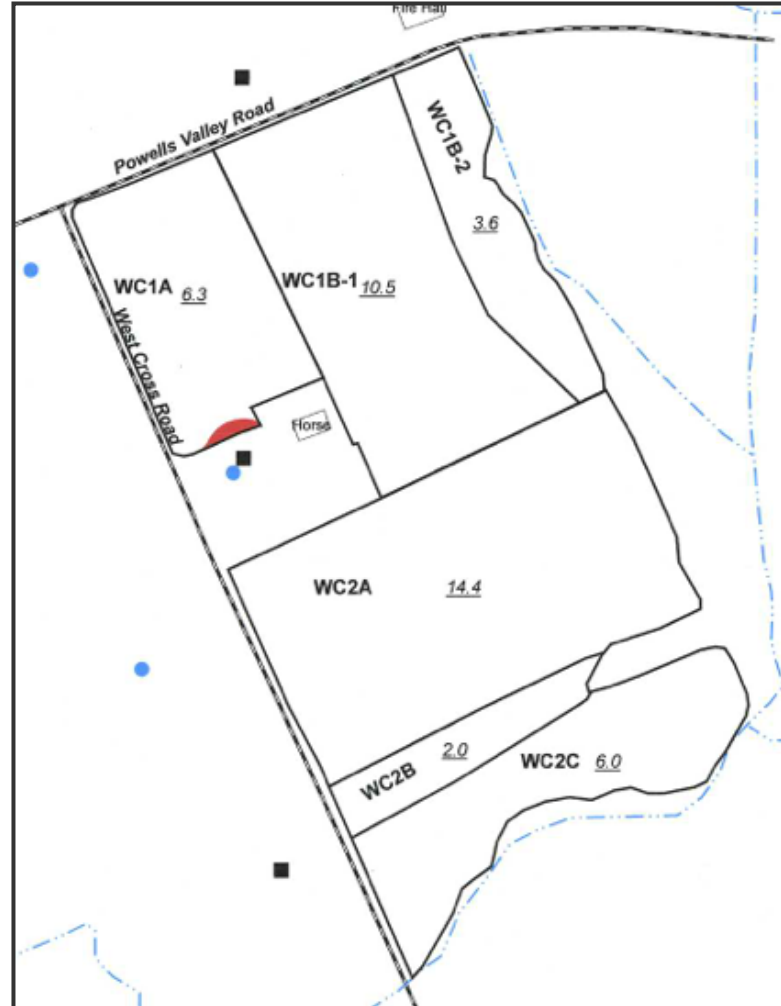 Fire Hall
Powells Valley Road
WC1B-2
3.6
WC1A 6.3
WC1B-1 10.5
West Cross Road
Horse
WC2A 14.4
WC2B 2.0
WC2C 6.0